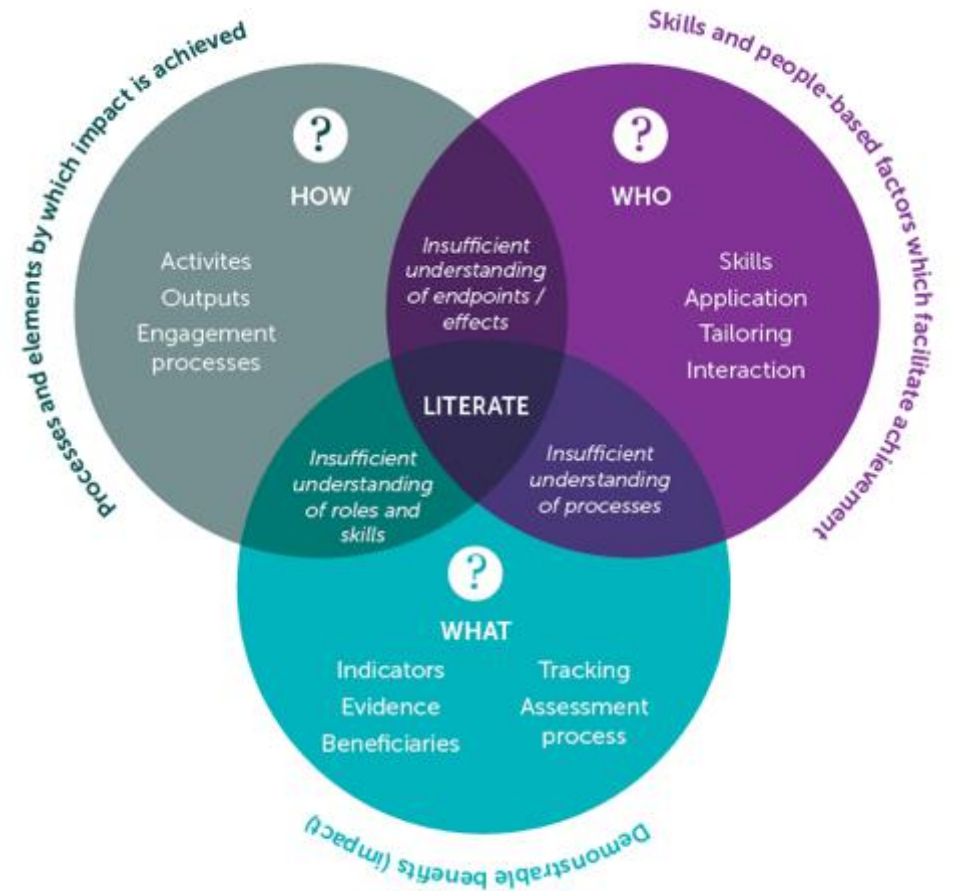 Processes and elements by which impact is achieved
Skills and people-based factors which facilitate achievement
?
HOW
Activites
Outputs
Engagement
processes
?
WHO
Skills
Application
Tailoring
Interaction
Insufficient
understanding
of endpoints /
effects
LITERATE
Insufficient
understanding
of roles and
skills
Insufficient
understanding
of processes
?
WHAT
Indicators
Evidence
Beneficiaries
Tracking
Assessment
process
Demonstrable benefits (impact)